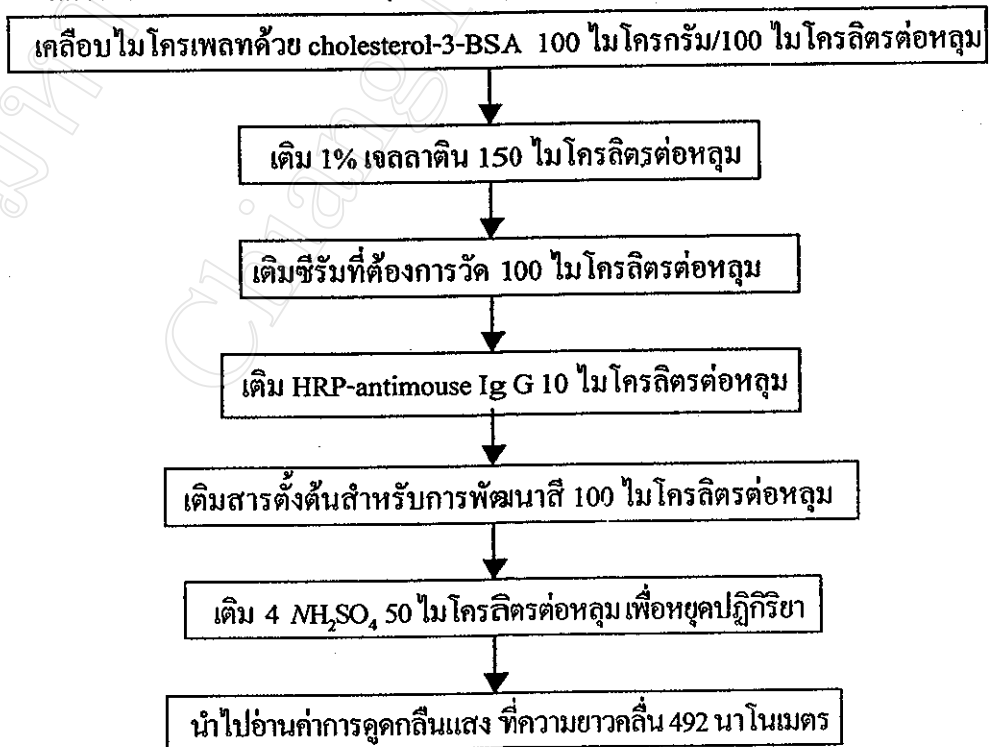 เคลือบไมโครเพลทด้วย cholesterol-3-BSA 100 ไมโครกรัม/100 ไมโครลิตรต่อหลุม
เติม 1% เจลลาติน 150 ไมโครลิตรต่อหลุม
เติมซีรัมที่ต้องการวัด 100 ไมโครลิตรต่อหลุม
เติม HRP-antimouse Ig G 10 ไมโครลิตรต่อหลุม
เติมสารตั้งต้นสำหรับการพัฒนาสี 100 ไมโครลิตรต่อหลุม
เติม 4 NH₂SO₄ 50 ไมโครลิตรต่อหลุม เพื่อหยุดปฏิกิริยา
นำไปอ่านค่าการดูดกลืนแสง ที่ความยาวคลื่น 492 นาโนเมตร